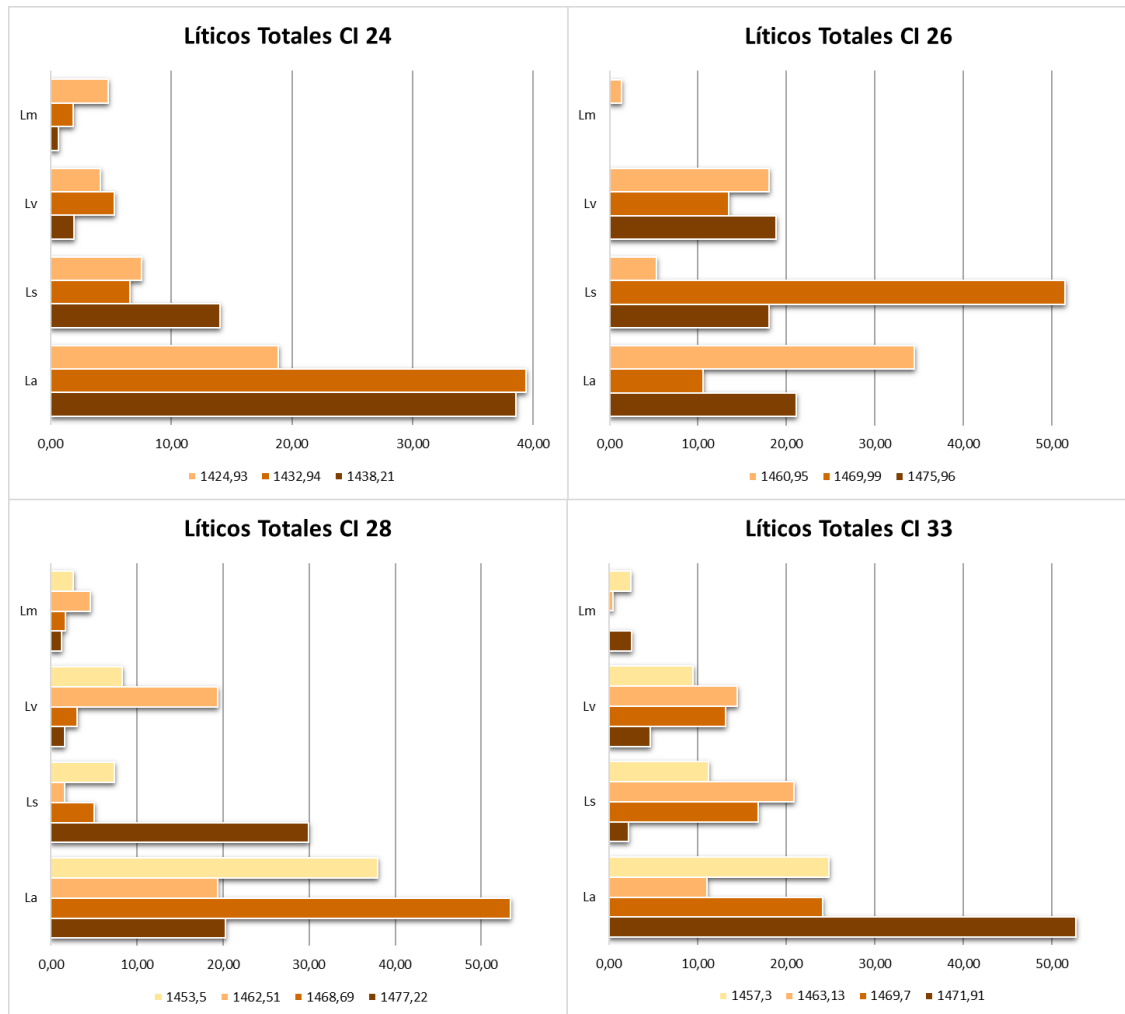 Líticos Totales CI 24
Lm
Lv
Ls
La
0,00 10,00 20,00 30,00 40,00
1424,93 1432,94 1438,21
Líticos Totales CI 26
Lm
Lv
Ls
La
0,00 10,00 20,00 30,00 40,00 50,00
1460,95 1469,99 1475,96
Líticos Totales CI 28
Lm
Lv
Ls
La
0,00 10,00 20,00 30,00 40,00 50,00
1453,5 1462,51 1468,69 1477,22
Líticos Totales CI 33
Lm
Lv
Ls
La
0,00 10,00 20,00 30,00 40,00 50,00
1457,3 1463,13 1469,7 1471,91